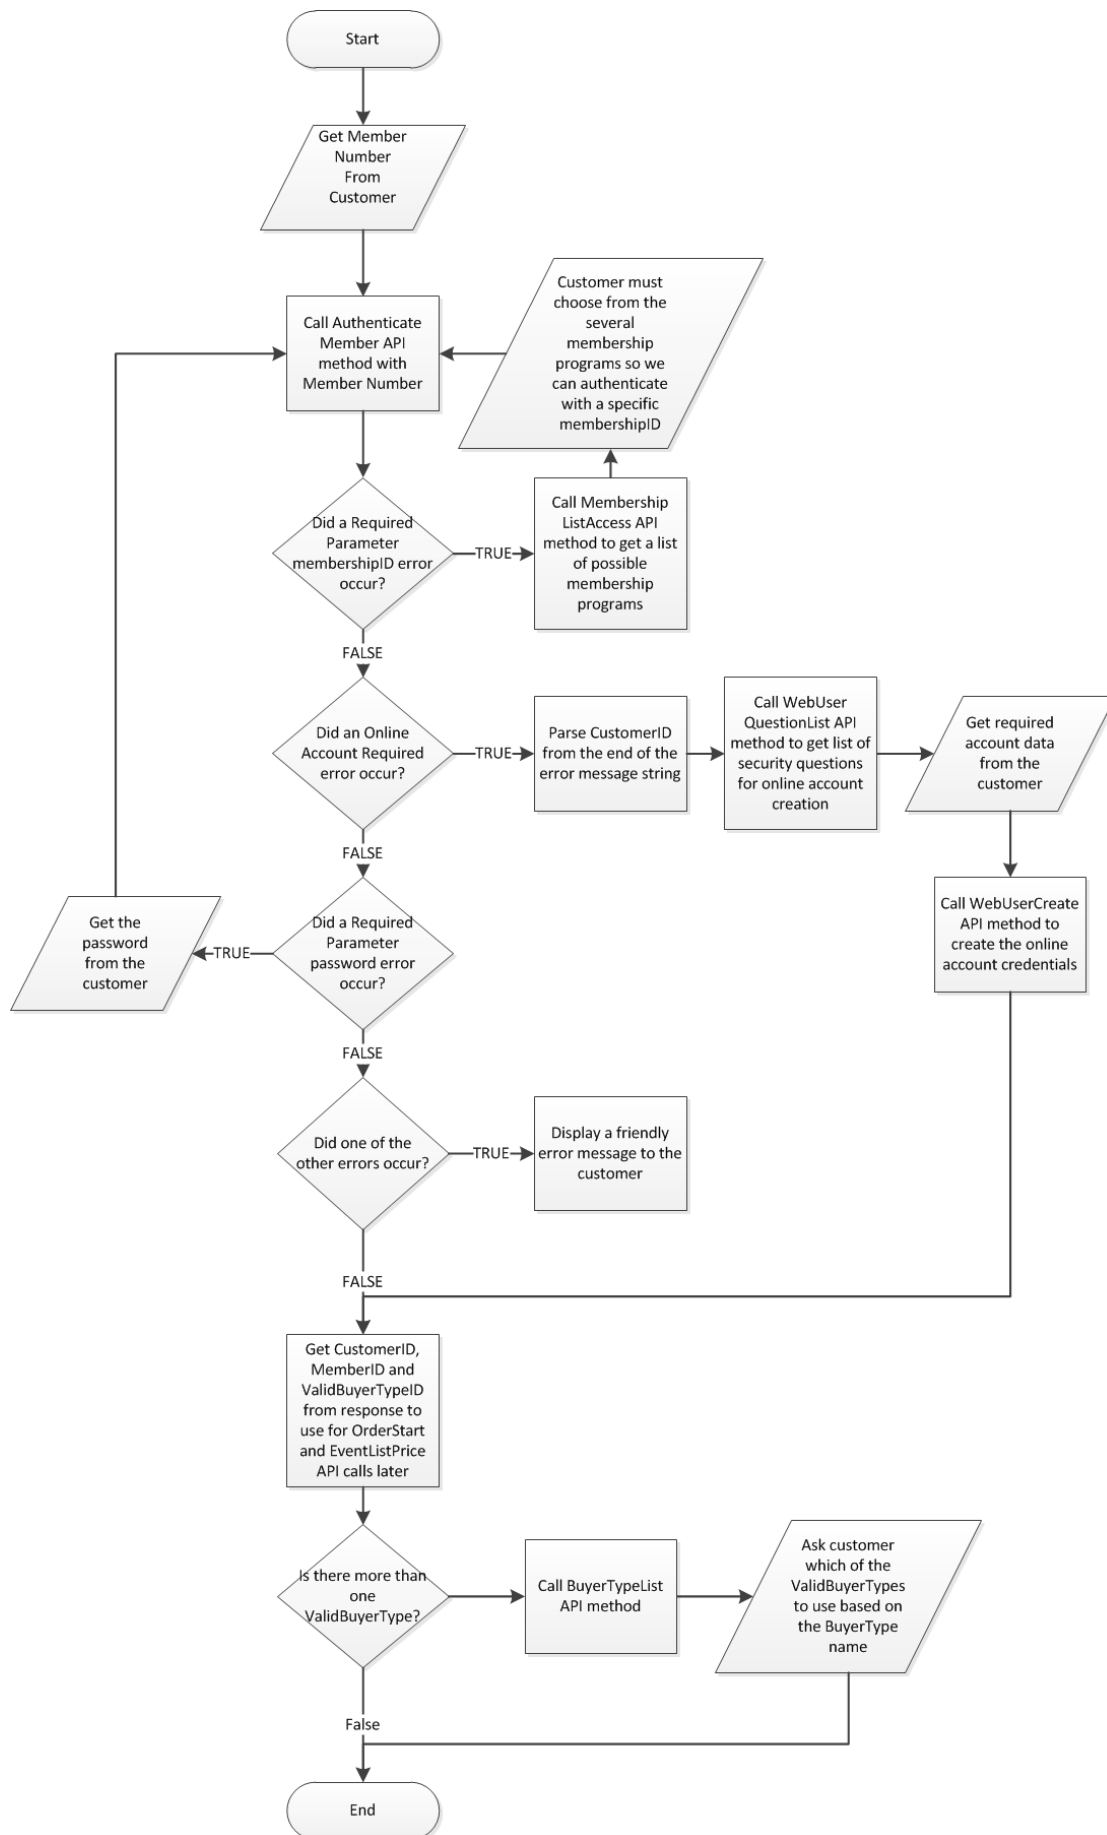 Start
Get Member
Number
From
Customer
Customer must
choose from the
several
membership
programs so we
can authenticate
with a specific
membershipID
Call Authenticate
Member API
method with
Member Number
Did a Required
Parameter
membershipID error
occur?
TRUE
Call Membership
ListAccess API
method to get a list
of possible
membership
programs
FALSE
Did an Online
Account Required
error occur?
TRUE
Parse CustomerID
from the end of the
error message string
Call WebUser
QuestionList API
method to get list of
security questions
for online account
creation
Get required
account data
from the
customer
FALSE
Call WebUserCreate
API method to
create the online
account credentials
Did a Required
Parameter
password error
occur?
TRUE
Get the
password
from the
customer
FALSE
Did one of the
other errors occur?
TRUE
Display a friendly
error message to the
customer
FALSE
Get CustomerID,
MemberID and
ValidBuyerTypeID
from response to
use for OrderStart
and EventListPrice
API calls later
Is there more than
one
ValidBuyerType?
Call BuyerTypeList
API method
Ask customer
which of the
ValidBuyerTypes
to use based on
the BuyerType
name
False
End